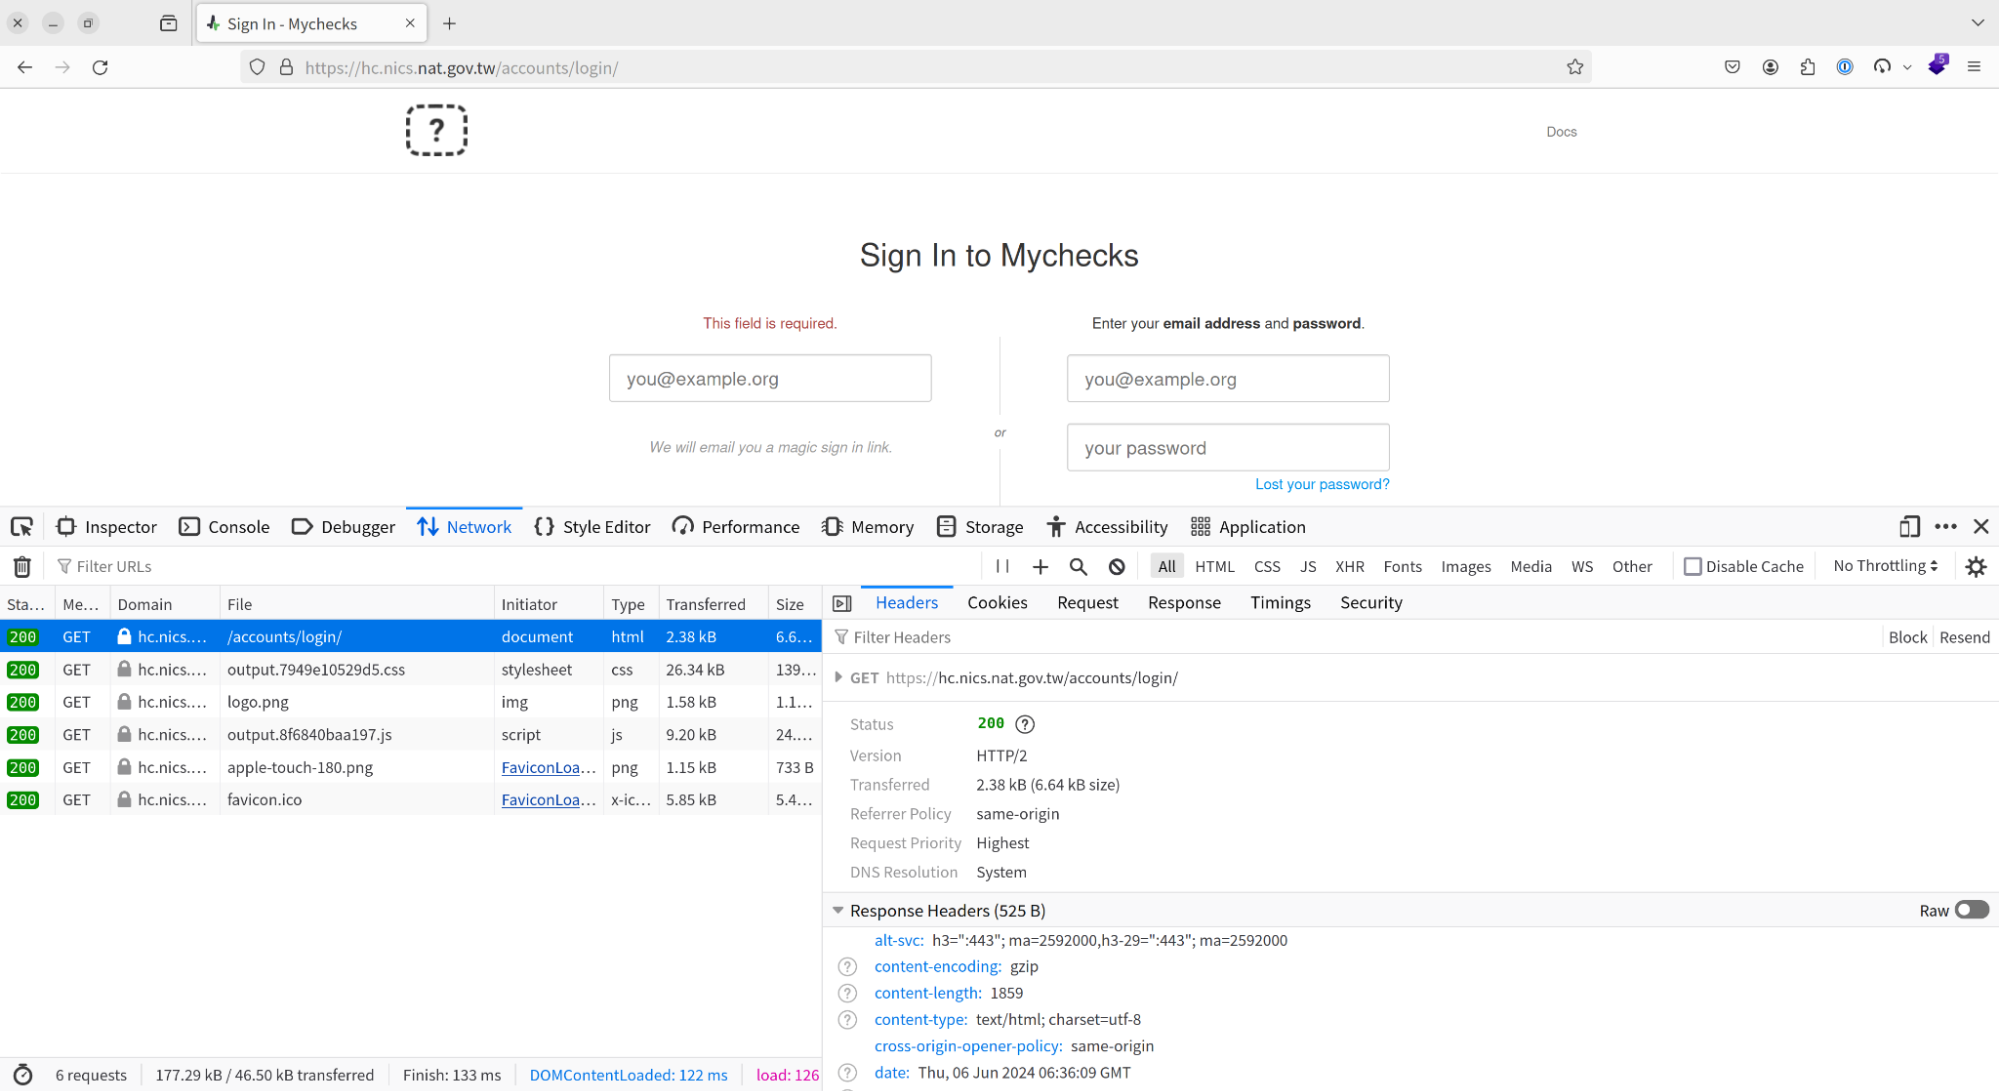 Sign In - Mychecks
https://hc.nics.nat.gov.tw/accounts/login/
5
?
Docs
Sign In to Mychecks
This field is required.
Enter your email address and password.
you@example.org
you@example.org
We will email you a magic sign in link.
or
your password
Lost your password?
Inspector Console Debugger Network Style Editor Performance Memory Storage Accessibility Application
Filter URLs
All HTML CSS JS XHR Fonts Images Media WS Other Disable Cache No Throttling
Sta… Me… Domain File Initiator Type Transferred Size
200 GET hc.nics.… /accounts/login/ document html 2.38 kB 6.6…
200 GET hc.nics.… output.7949e10529d5.css stylesheet css 26.34 kB 139…
200 GET hc.nics.… logo.png img png 1.58 kB 1.1…
200 GET hc.nics.… output.8f6840baa197.js script js 9.20 kB 24.…
200 GET hc.nics.… apple-touch-180.png FaviconLoa… png 1.15 kB 733 B
200 GET hc.nics.… favicon.ico FaviconLoa… x-ic… 5.85 kB 5.4…
6 requests 177.29 kB / 46.50 kB transferred Finish: 133 ms DOMContentLoaded: 122 ms load: 126
Headers Cookies Request Response Timings Security
Filter Headers Block Resend
GET https://hc.nics.nat.gov.tw/accounts/login/
Status 200 ?
Version HTTP/2
Transferred 2.38 kB (6.64 kB size)
Referrer Policy same-origin
Request Priority Highest
DNS Resolution System
Response Headers (525 B) Raw
alt-svc: h3=":443"; ma=2592000,h3-29=":443"; ma=2592000
? content-encoding: gzip
? content-length: 1859
? content-type: text/html; charset=utf-8
cross-origin-opener-policy: same-origin
? date: Thu, 06 Jun 2024 06:36:09 GMT